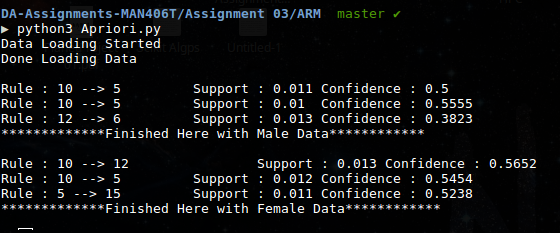 DA-Assignments-MAN406T/Assignment 03/ARM master ✔
▶ python3 Apriori.py
Data Loading Started
Done Loading Data
Rule : 10 --> 5 Support : 0.011 Confidence : 0.5
Rule : 10 --> 5 Support : 0.01 Confidence : 0.5555
Rule : 12 --> 6 Support : 0.013 Confidence : 0.3823
*************Finished Here with Male Data************
Rule : 10 --> 12 Support : 0.013 Confidence : 0.5652
Rule : 10 --> 5 Support : 0.012 Confidence : 0.5454
Rule : 5 --> 15 Support : 0.011 Confidence : 0.5238
*************Finished Here with Female Data************